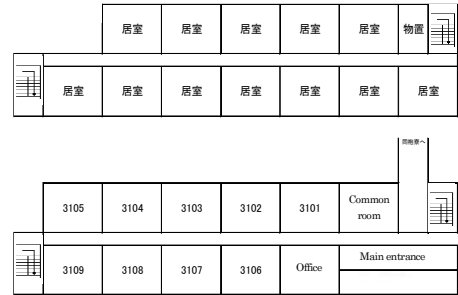 居室 居室 居室 居室 居室 物置
居室 居室 居室 居室 居室 居室 居室
3105 3104 3103 3102 3101 Common room
3109 3108 3107 3106 Office Main entrance